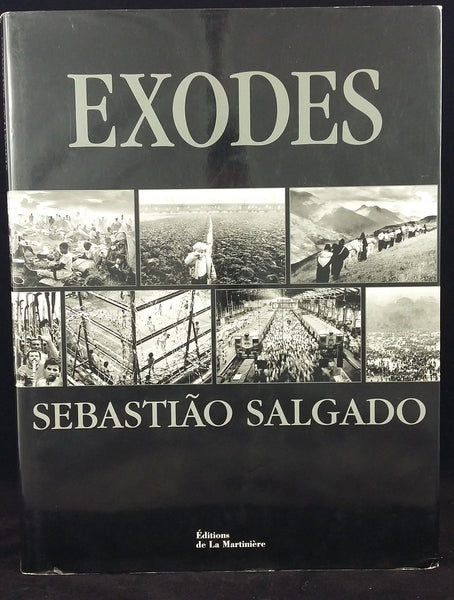 EXODES
SEBASTIÃO SALGADO
Éditions
de La Martinière